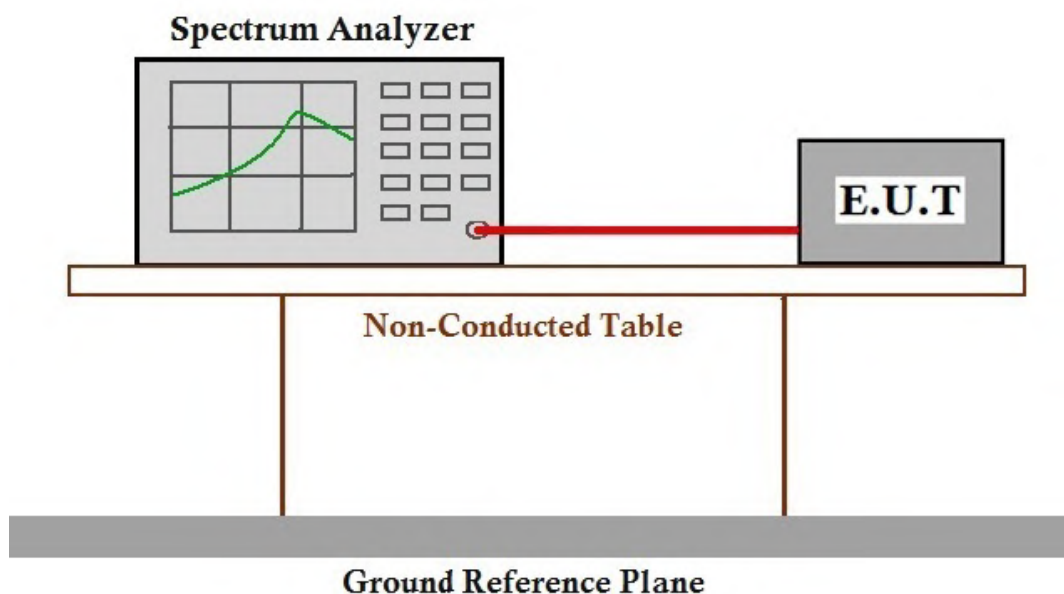 Spectrum Analyzer
E.U.T
Non-Conducted Table
Ground Reference Plane